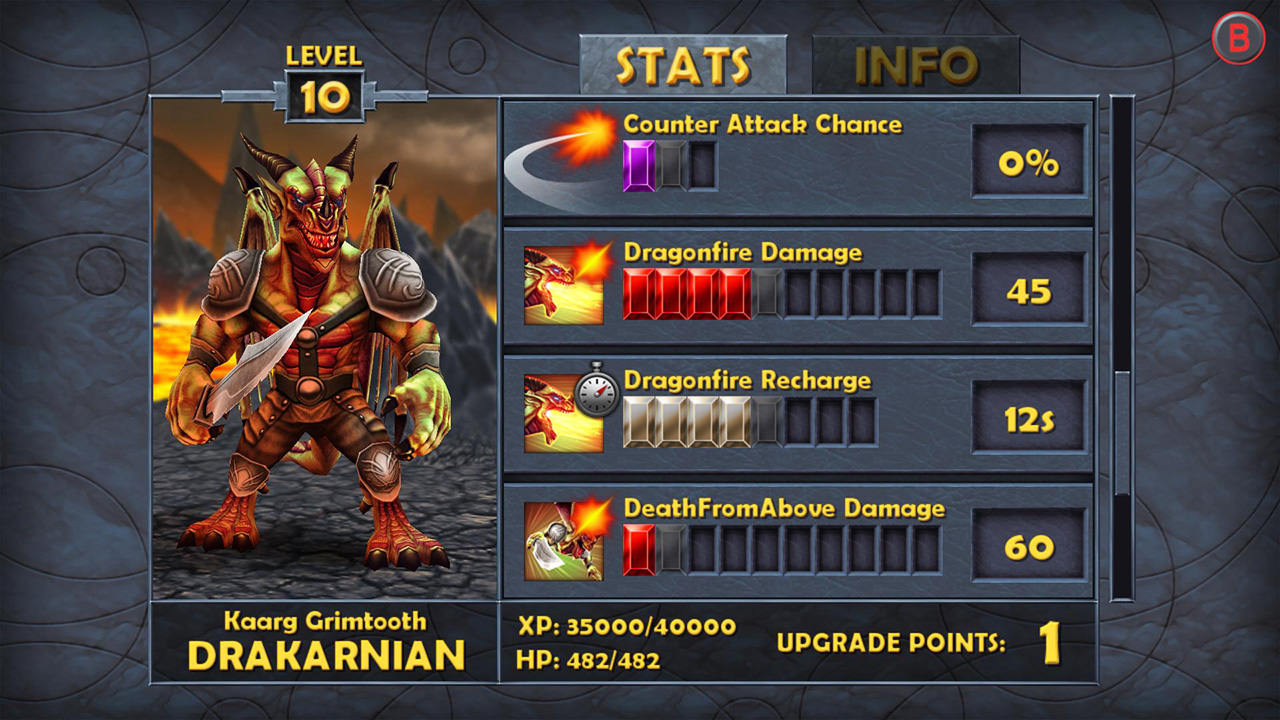 LEVEL
10
STATS
INFO
B
Counter Attack Chance
0%
Dragonfire Damage
45
Dragonfire Recharge
12s
DeathFromAbove Damage
60
Kaarg Grimtooth
DRAKARNIAN
XP: 35000/40000
HP: 482/482
UPGRADE POINTS: 1